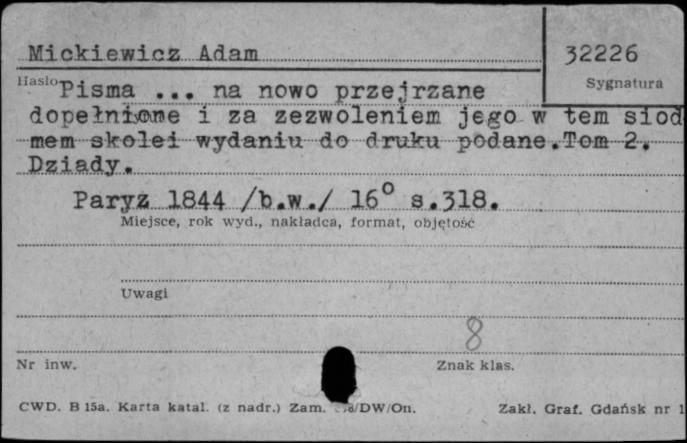 Mickiewicz Adam
32226
Sygnatura
Hasło
Pisma ... na nowo przejrzane
dopełnione i za zezwoleniem jego w tem siod
mem skolei wydaniu do druku podane.Tom 2.
Dziady.
Paryz 1844 /b.w./ 16° s.318.
Miejsce, rok wyd., nakładca, format, objętość
Uwagi
8
Nr inw.
Znak klas.
CWD. B 15a. Karta katal. (z nadr.) Zam. /DW/On.
Zakł. Graf. Gdańsk nr 1